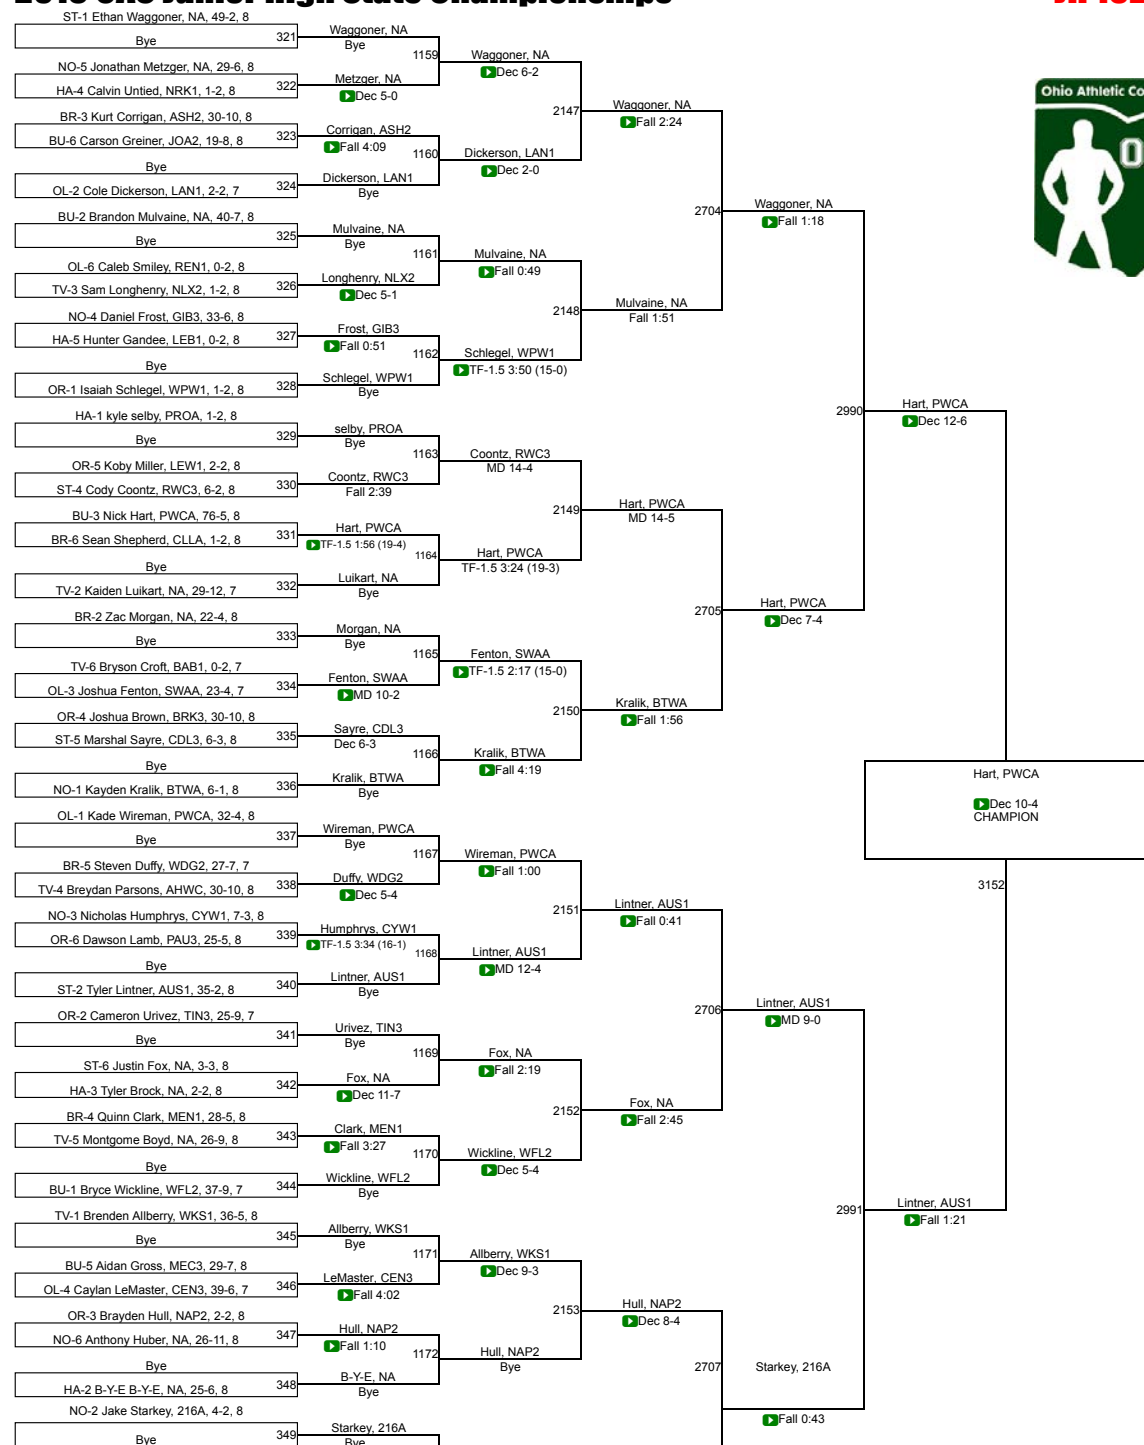 ST-1 Ethan Waggoner, NA, 49-2, 8
Bye
321
NO-5 Jonathan Metzger, NA, 29-6, 8
HA-4 Calvin Untied, NRK1, 1-2, 8
322
BR-3 Kurt Corrigan, ASH2, 30-10, 8
BU-6 Carson Greiner, JOA2, 19-8, 8
323
Bye
OL-2 Cole Dickerson, LAN1, 2-2, 7
324
BU-2 Brandon Mulvaine, NA, 40-7, 8
Bye
325
OL-6 Caleb Smiley, REN1, 0-2, 8
TV-3 Sam Longhenry, NLX2, 1-2, 8
326
NO-4 Daniel Frost, GIB3, 33-6, 8
HA-5 Hunter Gandee, LEB1, 0-2, 8
327
Bye
OR-1 Isaiah Schlegel, WPW1, 1-2, 8
328
HA-1 kyle selby, PROA, 1-2, 8
Bye
329
OR-5 Koby Miller, LEW1, 2-2, 8
ST-4 Cody Coontz, RWC3, 6-2, 8
330
BU-3 Nick Hart, PWCA, 76-5, 8
BR-6 Sean Shepherd, CLLA, 1-2, 8
331
Bye
TV-2 Kaiden Luikart, NA, 29-12, 7
332
BR-2 Zac Morgan, NA, 22-4, 8
Bye
333
TV-6 Bryson Croft, BAB1, 0-2, 7
OL-3 Joshua Fenton, SWAA, 23-4, 7
334
OR-4 Joshua Brown, BRK3, 30-10, 8
ST-5 Marshal Sayre, CDL3, 6-3, 8
335
Bye
NO-1 Kayden Kralik, BTWA, 6-1, 8
336
OL-1 Kade Wireman, PWCA, 32-4, 8
Bye
337
BR-5 Steven Duffy, WDG2, 27-7, 7
TV-4 Breydan Parsons, AHWC, 30-10, 8
338
NO-3 Nicholas Humphrys, CYW1, 7-3, 8
OR-6 Dawson Lamb, PAU3, 25-5, 8
339
Bye
ST-2 Tyler Lintner, AUS1, 35-2, 8
340
OR-2 Cameron Urivez, TIN3, 25-9, 7
Bye
341
ST-6 Justin Fox, NA, 3-3, 8
HA-3 Tyler Brock, NA, 2-2, 8
342
BR-4 Quinn Clark, MEN1, 28-5, 8
TV-5 Montgome Boyd, NA, 26-9, 8
343
Bye
BU-1 Bryce Wickline, WFL2, 37-9, 7
344
TV-1 Brenden Allberry, WKS1, 36-5, 8
Bye
345
BU-5 Aidan Gross, MEC3, 29-7, 8
OL-4 Caylan LeMaster, CEN3, 39-6, 7
346
OR-3 Brayden Hull, NAP2, 2-2, 8
NO-6 Anthony Huber, NA, 26-11, 8
347
Bye
HA-2 B-Y-E B-Y-E, NA, 25-6, 8
348
NO-2 Jake Starkey, 216A, 4-2, 8
Bye
349
Waggoner, NA
Bye
1159
Metzger, NA
Dec 5-0
Corrigan, ASH2
Fall 4:09
1160
Dickerson, LAN1
Bye
Mulvaine, NA
Bye
1161
Longhenry, NLX2
Dec 5-1
Frost, GIB3
Fall 0:51
1162
Schlegel, WPW1
Bye
selby, PROA
Bye
1163
Coontz, RWC3
Fall 2:39
Hart, PWCA
TF-1.5 1:56 (19-4)
1164
Luikart, NA
Bye
Morgan, NA
Bye
1165
Fenton, SWAA
MD 10-2
Sayre, CDL3
Dec 6-3
1166
Kralik, BTWA
Bye
Wireman, PWCA
Bye
1167
Duffy, WDG2
Dec 5-4
Humphrys, CYW1
TF-1.5 3:34 (16-1)
1168
Lintner, AUS1
Bye
Urivez, TIN3
Bye
1169
Fox, NA
Dec 11-7
Clark, MEN1
Fall 3:27
1170
Wickline, WFL2
Bye
Allberry, WKS1
Bye
1171
LeMaster, CEN3
Fall 4:02
Hull, NAP2
Fall 1:10
1172
B-Y-E, NA
Bye
Starkey, 216A
Bye
Waggoner, NA
Dec 6-2
2147
Dickerson, LAN1
Dec 2-0
Mulvaine, NA
Fall 0:49
2148
Schlegel, WPW1
TF-1.5 3:50 (15-0)
Coontz, RWC3
MD 14-4
2149
Hart, PWCA
TF-1.5 3:24 (19-3)
Fenton, SWAA
TF-1.5 2:17 (15-0)
2150
Kralik, BTWA
Fall 4:19
Wireman, PWCA
Fall 1:00
2151
Lintner, AUS1
MD 12-4
Fox, NA
Fall 2:19
2152
Wickline, WFL2
Dec 5-4
Allberry, WKS1
Dec 9-3
2153
Hull, NAP2
Bye
Waggoner, NA
Fall 2:24
2704
Mulvaine, NA
Fall 1:51
Hart, PWCA
MD 14-5
2705
Kralik, BTWA
Fall 1:56
Lintner, AUS1
Fall 0:41
2706
Fox, NA
Fall 2:45
Hull, NAP2
Dec 8-4
2707
Waggoner, NA
Fall 1:18
2990
Hart, PWCA
Dec 7-4
Lintner, AUS1
MD 9-0
2991
Starkey, 216A
Fall 0:43
Hart, PWCA
Dec 12-6
Lintner, AUS1
Fall 1:21
Hart, PWCA
Dec 10-4
CHAMPION
3152
Ohio Athletic Co